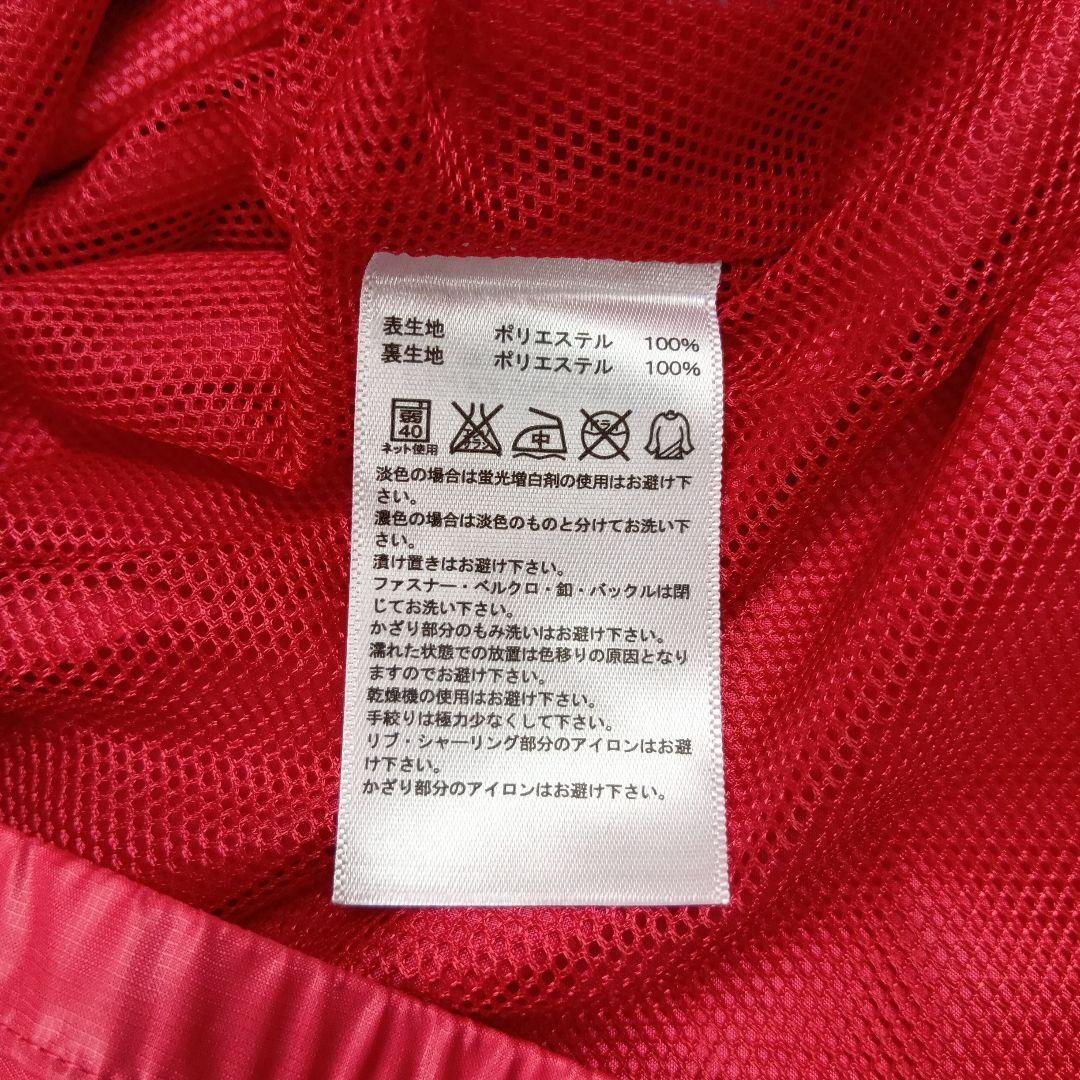 表生地 ポリエステル 100%
裏生地 ポリエステル 100%
弱 エンソ 中 ドライ
40
ネット使用
淡色の場合は蛍光増白剤の使用はお避け下
さい。
濃色の場合は淡色のものと分けてお洗い下
さい。
漬け置きはお避け下さい。
ファスナー・ベルクロ・釦・バックルは閉
じてお洗い下さい。
かざり部分のもみ洗いはお避け下さい。
濡れた状態での放置は色移りの原因となり
ますのでお避け下さい。
乾燥機の使用はお避け下さい。
手絞りは極力少なくして下さい。
リブ・シャーリング部分のアイロンはお避
け下さい。
かざり部分のアイロンはお避け下さい。